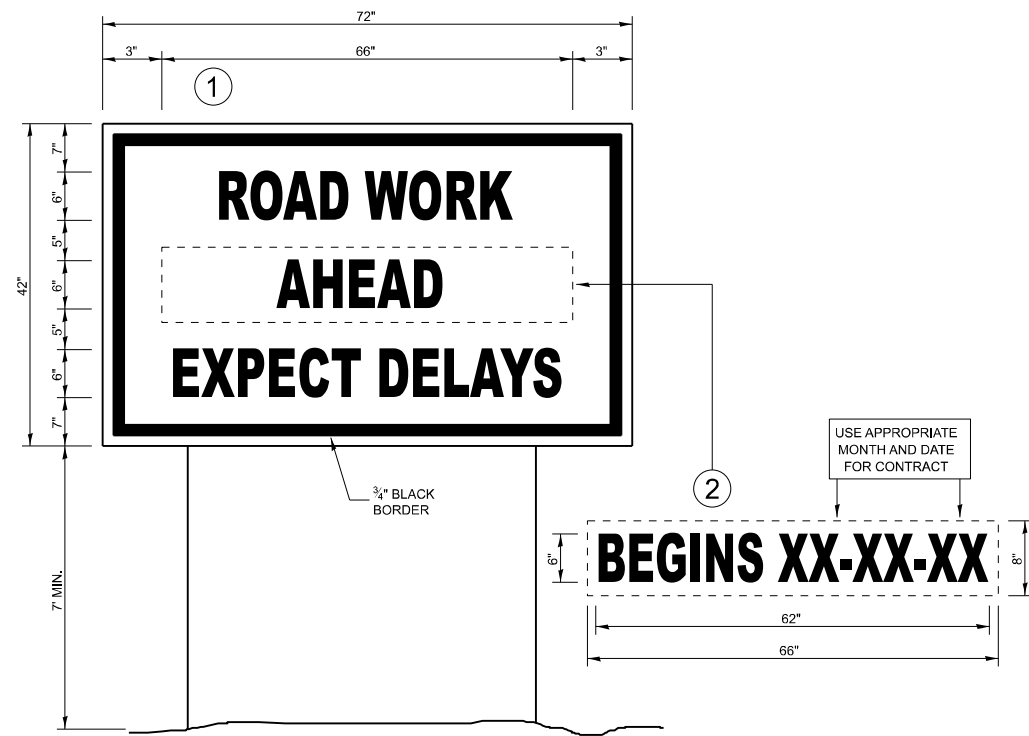 72"
3"
66"
3"
1
42"
7"
6"
5"
6"
5"
6"
7"
ROAD WORK
AHEAD
EXPECT DELAYS
¾" BLACK
BORDER
7' MIN.
2
USE APPROPRIATE
MONTH AND DATE
FOR CONTRACT
6"
BEGINS XX-XX-XX
8"
62"
66"